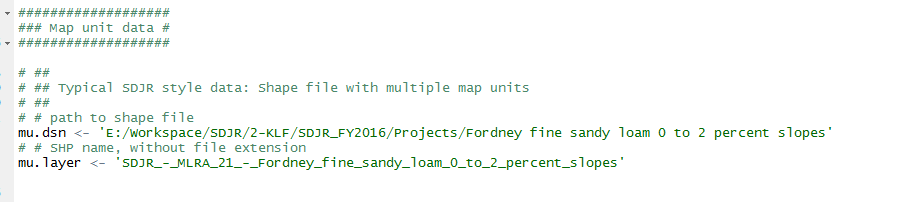 ###################
### Map unit data #
###################
# ##
# ## Typical SDJR style data: Shape file with multiple map units
# ##
# # path to shape file
mu.dsn <- 'E:/Workspace/SDJR/2-KLF/SDJR_FY2016/Projects/Fordney fine sandy loam 0 to 2 percent slopes'
# # SHP name, without file extension
mu.layer <- 'SDJR_-_MLRA_21_-_Fordney_fine_sandy_loam_0_to_2_percent_slopes'